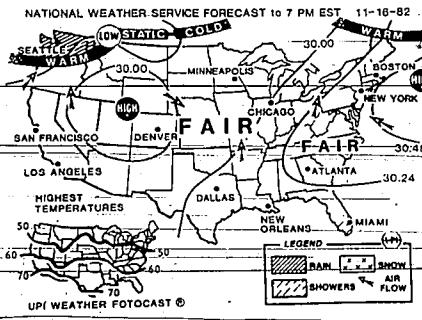 NATIONAL WEATHER SERVICE FORECAST to 7 PM EST 11-16-82
SEATTLE
LOW
STATIC
COLD
WARM
WARM
30.00
30.00
MINNEAPOLIS
BOSTON
HIGH
CHICAGO
NEW YORK
SAN FRANCISCO
DENVER
FAIR
FAIR
LOS ANGELES
ATLANTA
30.24
HIGHEST
TEMPERATURES
DALLAS
NEW
ORLEANS
MIAMI
50
50
60
60
70
70
LEGEND
RAIN
SNOW
SHOWERS
AIR
FLOW
UPI WEATHER FOTOCAST ®